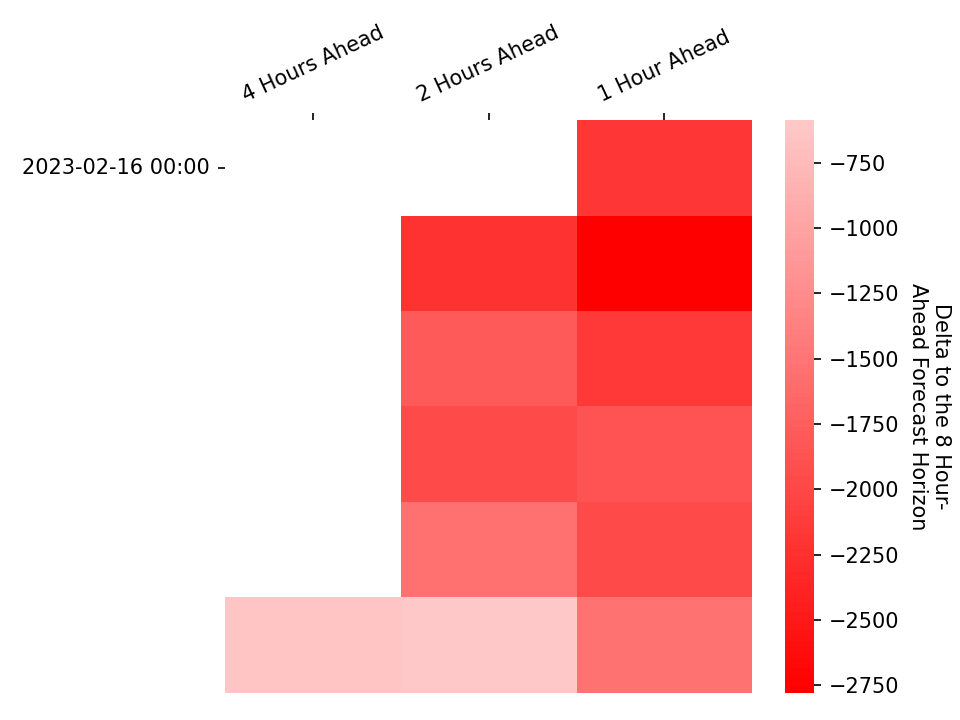 4 Hours Ahead
2 Hours Ahead
1 Hour Ahead
2023-02-16 00:00
−750
−1000
−1250
−1500
−1750
−2000
−2250
−2500
−2750
Delta to the 8 Hour-
Ahead Forecast Horizon